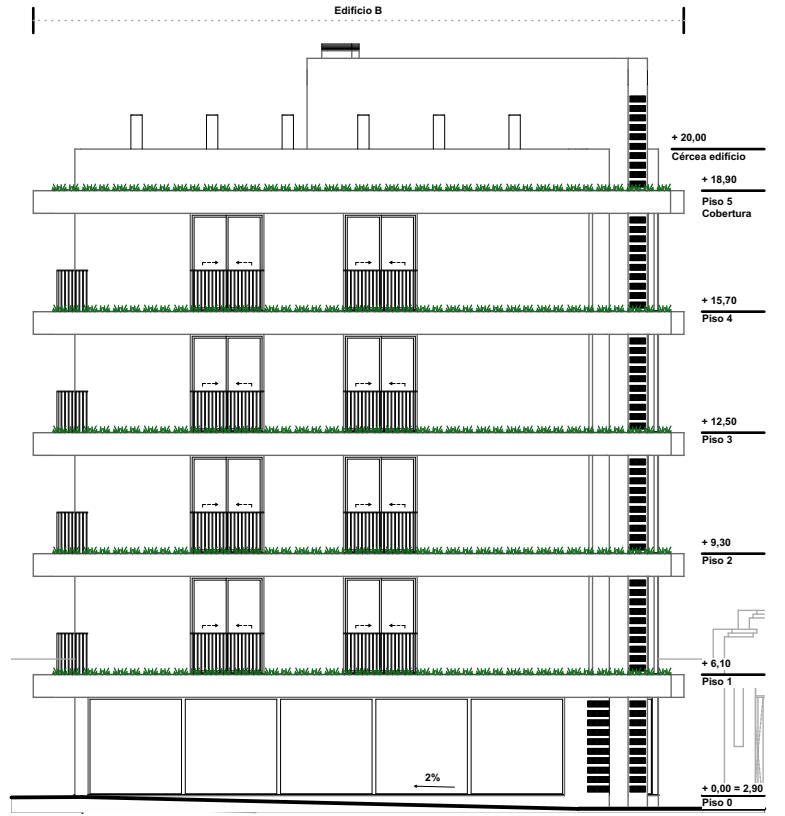 Edifício B
+ 20,00
Cércea edifício
+ 18,90
Piso 5
Cobertura
+ 15,70
Piso 4
+ 12,50
Piso 3
+ 9,30
Piso 2
+ 6,10
Piso 1
2%
+ 0,00 = 2,90
Piso 0